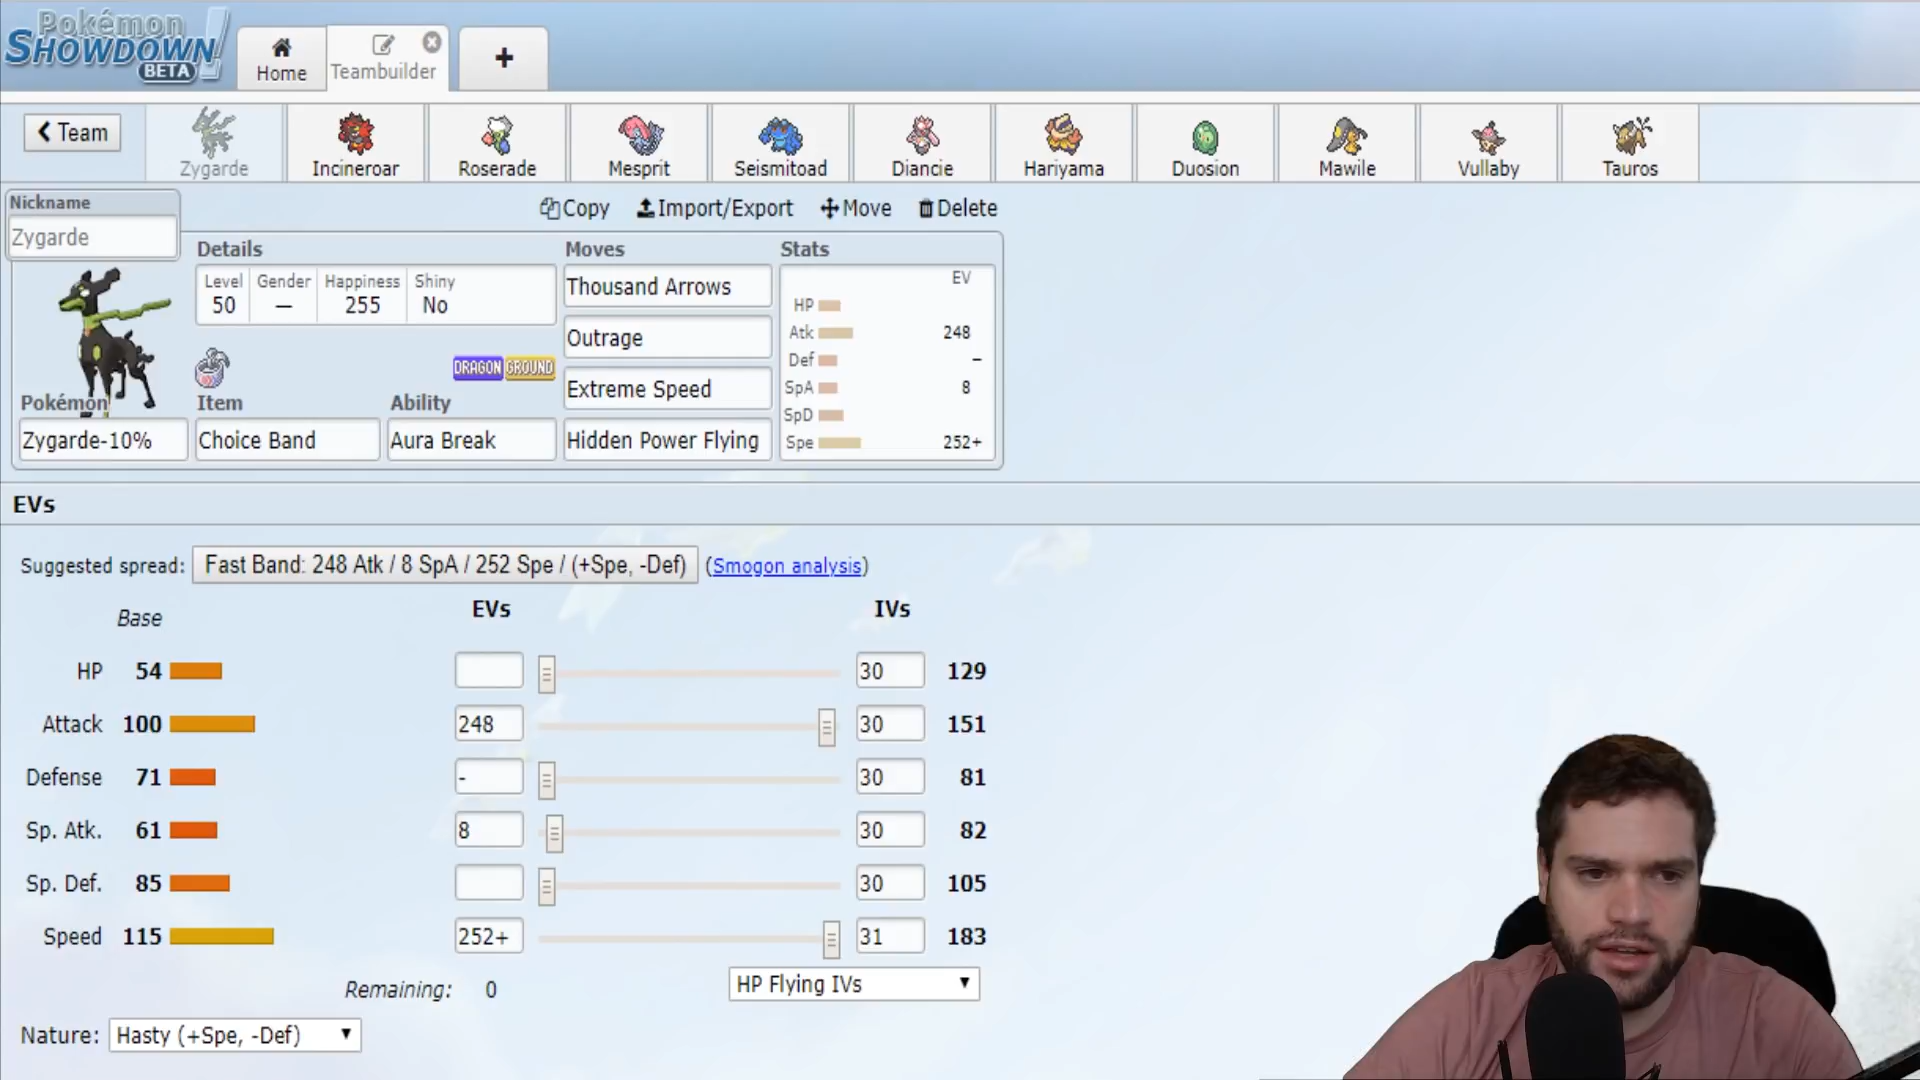 Pokémon
SHOWDOWN!
BETA
Home
Teambuilder
+
Team
Zygarde
Incineroar
Roserade
Mesprit
Seismitoad
Diancie
Hariyama
Duosion
Mawile
Vullaby
Tauros
Nickname
Zygarde
Copy
Import/Export
Move
Delete
Details
Level
50
Gender
—
Happiness
255
Shiny
No
DRAGON GROUND
Pokémon
Zygarde-10%
Item
Choice Band
Ability
Aura Break
Moves
Thousand Arrows
Outrage
Extreme Speed
Hidden Power Flying
Stats
EV
HP
Atk 248
Def –
SpA 8
SpD
Spe 252+
EVs
Suggested spread: Fast Band: 248 Atk / 8 SpA / 252 Spe / (+Spe, -Def) (Smogon analysis)
Base EVs IVs
HP 54 30 129
Attack 100 248 30 151
Defense 71 - 30 81
Sp. Atk. 61 8 30 82
Sp. Def. 85 30 105
Speed 115 252+ 31 183
Remaining: 0 HP Flying IVs
Nature: Hasty (+Spe, -Def)